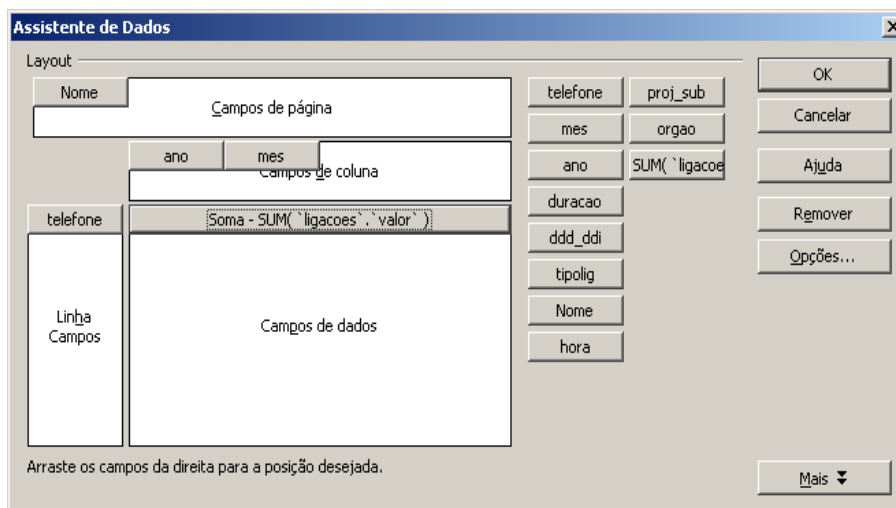 Assistente de Dados
Layout
Nome
Campos de página
ano
mes
Campos de coluna
telefone
Soma - SUM( `ligacoes`.`valor` )
Linha
Campos
Campos de dados
telefone
proj_sub
mes
orgao
ano
SUM( `ligacoe
duracao
ddd_ddi
tipolig
Nome
hora
OK
Cancelar
Ajuda
Remover
Opções...
Arraste os campos da direita para a posição desejada.
Mais